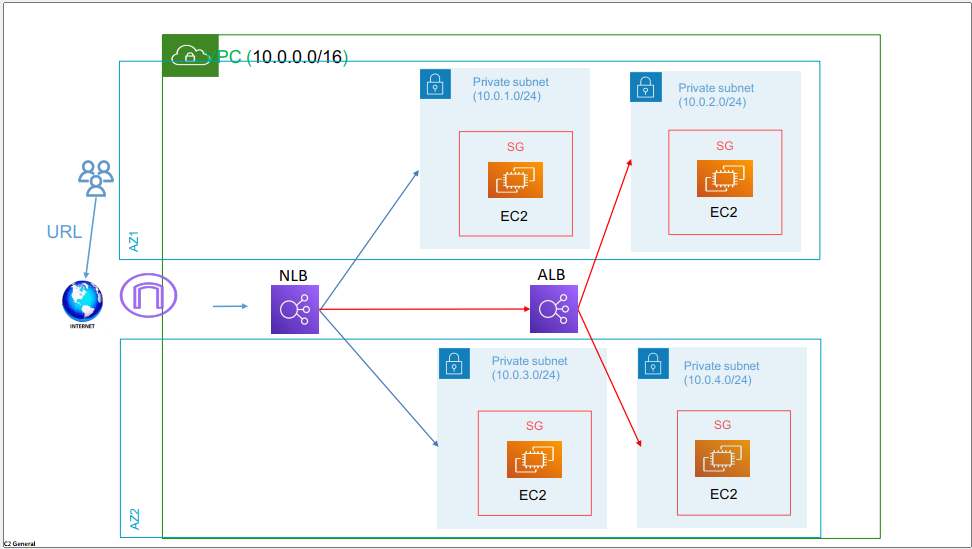 VPC (10.0.0.0/16)
Private subnet
(10.0.1.0/24)
SG
EC2
Private subnet
(10.0.2.0/24)
SG
EC2
URL
AZ1
INTERNET
NLB
ALB
Private subnet
(10.0.3.0/24)
SG
EC2
Private subnet
(10.0.4.0/24)
SG
EC2
AZ2
C2 General